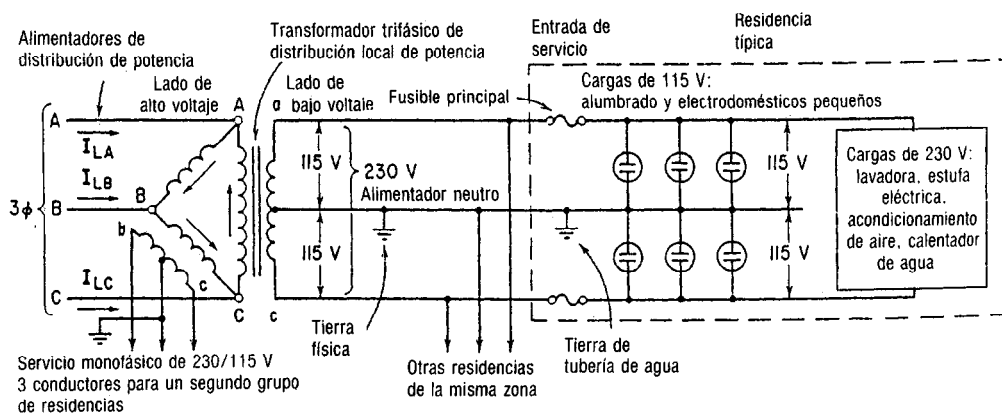 Alimentadores de
distribución de potencia
Transformador trifásico de
distribución local de potencia
Lado de
alto voltaje
Lado de
bajo voltaie
Entrada de
servicio
Residencia
típica
Fusible principal
Cargas de 115 V:
alumbrado y electrodomésticos pequeños
A
A
a
I LA
I LB
3ϕ
B
B
b
I LC
c
C
C
c
115 V
115 V
230 V
Alimentador neutro
115 V
115 V
Cargas de 230 V:
lavadora, estufa
eléctrica.
acondicionamiento
de aire, calentador
de agua
Tierra
física
Tierra de
tubería de agua
Otras residencias
de la misma zona
Servicio monofásico de 230/115 V
3 conductores para un segundo grupo
de residencias